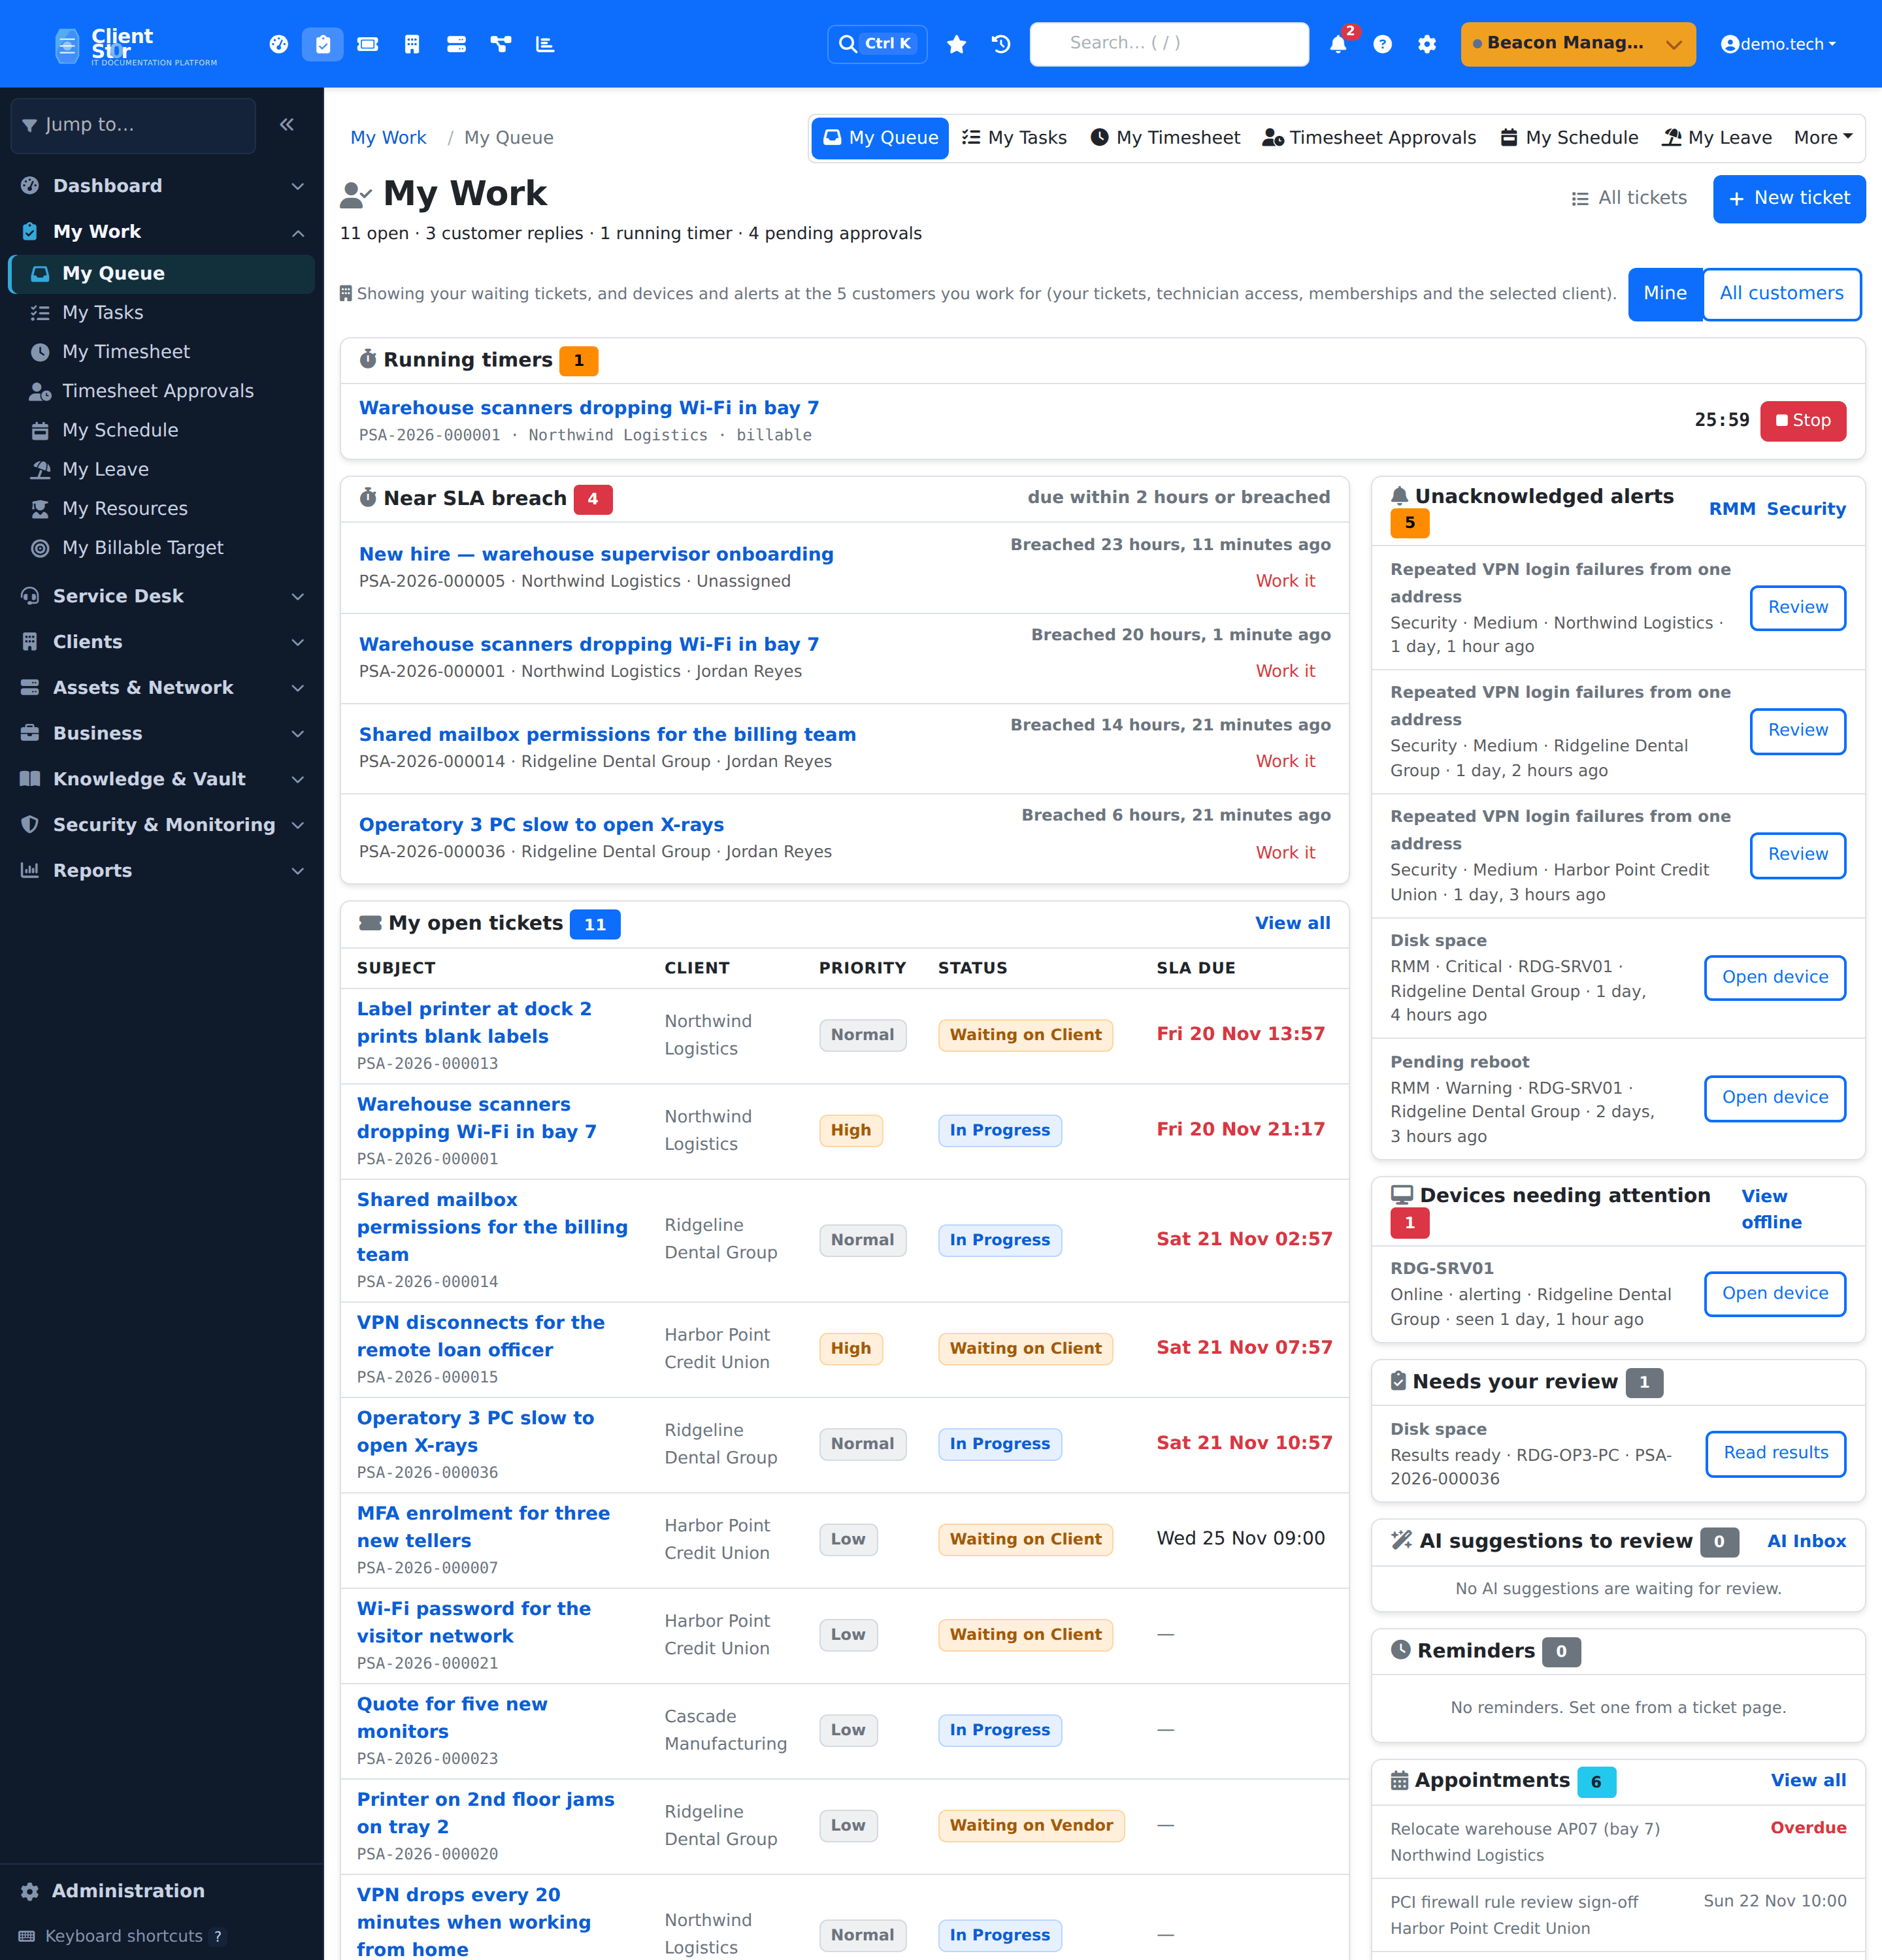 Client
St0r
IT DOCUMENTATION PLATFORM
Ctrl K
Search... ( / )
2
Beacon Manag...
demo.tech
Jump to...
Dashboard
My Work
My Queue
My Tasks
My Timesheet
Timesheet Approvals
My Schedule
My Leave
My Resources
My Billable Target
Service Desk
Clients
Assets & Network
Business
Knowledge & Vault
Security & Monitoring
Reports
Administration
Keyboard shortcuts ?
My Work / My Queue
My Queue
My Tasks
My Timesheet
Timesheet Approvals
My Schedule
My Leave
More
My Work
All tickets
+ New ticket
11 open · 3 customer replies · 1 running timer · 4 pending approvals
Showing your waiting tickets, and devices and alerts at the 5 customers you work for (your tickets, technician access, memberships and the selected client).
Mine
All customers
Running timers 1
Warehouse scanners dropping Wi-Fi in bay 7
PSA-2026-000001 · Northwind Logistics · billable
25:59
Stop
Near SLA breach 4
due within 2 hours or breached
New hire — warehouse supervisor onboarding
PSA-2026-000005 · Northwind Logistics · Unassigned
Breached 23 hours, 11 minutes ago
Work it
Warehouse scanners dropping Wi-Fi in bay 7
PSA-2026-000001 · Northwind Logistics · Jordan Reyes
Breached 20 hours, 1 minute ago
Work it
Shared mailbox permissions for the billing team
PSA-2026-000014 · Ridgeline Dental Group · Jordan Reyes
Breached 14 hours, 21 minutes ago
Work it
Operatory 3 PC slow to open X-rays
PSA-2026-000036 · Ridgeline Dental Group · Jordan Reyes
Breached 6 hours, 21 minutes ago
Work it
My open tickets 11
View all
SUBJECT CLIENT PRIORITY STATUS SLA DUE
Label printer at dock 2
prints blank labels
PSA-2026-000013
Northwind
Logistics
Normal
Waiting on Client
Fri 20 Nov 13:57
Warehouse scanners
dropping Wi-Fi in bay 7
PSA-2026-000001
Northwind
Logistics
High
In Progress
Fri 20 Nov 21:17
Shared mailbox
permissions for the billing
team
PSA-2026-000014
Ridgeline
Dental Group
Normal
In Progress
Sat 21 Nov 02:57
VPN disconnects for the
remote loan officer
PSA-2026-000015
Harbor Point
Credit Union
High
Waiting on Client
Sat 21 Nov 07:57
Operatory 3 PC slow to
open X-rays
PSA-2026-000036
Ridgeline
Dental Group
Normal
In Progress
Sat 21 Nov 10:57
MFA enrolment for three
new tellers
PSA-2026-000007
Harbor Point
Credit Union
Low
Waiting on Client
Wed 25 Nov 09:00
Wi-Fi password for the
visitor network
PSA-2026-000021
Harbor Point
Credit Union
Low
Waiting on Client
—
Quote for five new
monitors
PSA-2026-000023
Cascade
Manufacturing
Low
In Progress
—
Printer on 2nd floor jams
on tray 2
PSA-2026-000020
Ridgeline
Dental Group
Low
Waiting on Vendor
—
VPN drops every 20
minutes when working
from home
Northwind
Logistics
Normal
In Progress
—
Unacknowledged alerts
5
RMM Security
Repeated VPN login failures from one
address
Security · Medium · Northwind Logistics ·
1 day, 1 hour ago
Review
Repeated VPN login failures from one
address
Security · Medium · Ridgeline Dental
Group · 1 day, 2 hours ago
Review
Repeated VPN login failures from one
address
Security · Medium · Harbor Point Credit
Union · 1 day, 3 hours ago
Review
Disk space
RMM · Critical · RDG-SRV01 ·
Ridgeline Dental Group · 1 day,
4 hours ago
Open device
Pending reboot
RMM · Warning · RDG-SRV01 ·
Ridgeline Dental Group · 2 days,
3 hours ago
Open device
Devices needing attention
1
View
offline
RDG-SRV01
Online · alerting · Ridgeline Dental
Group · seen 1 day, 1 hour ago
Open device
Needs your review 1
Disk space
Results ready · RDG-OP3-PC · PSA-
2026-000036
Read results
AI suggestions to review 0
AI Inbox
No AI suggestions are waiting for review.
Reminders 0
No reminders. Set one from a ticket page.
Appointments 6
View all
Relocate warehouse AP07 (bay 7)
Northwind Logistics
Overdue
PCI firewall rule review sign-off
Harbor Point Credit Union
Sun 22 Nov 10:00